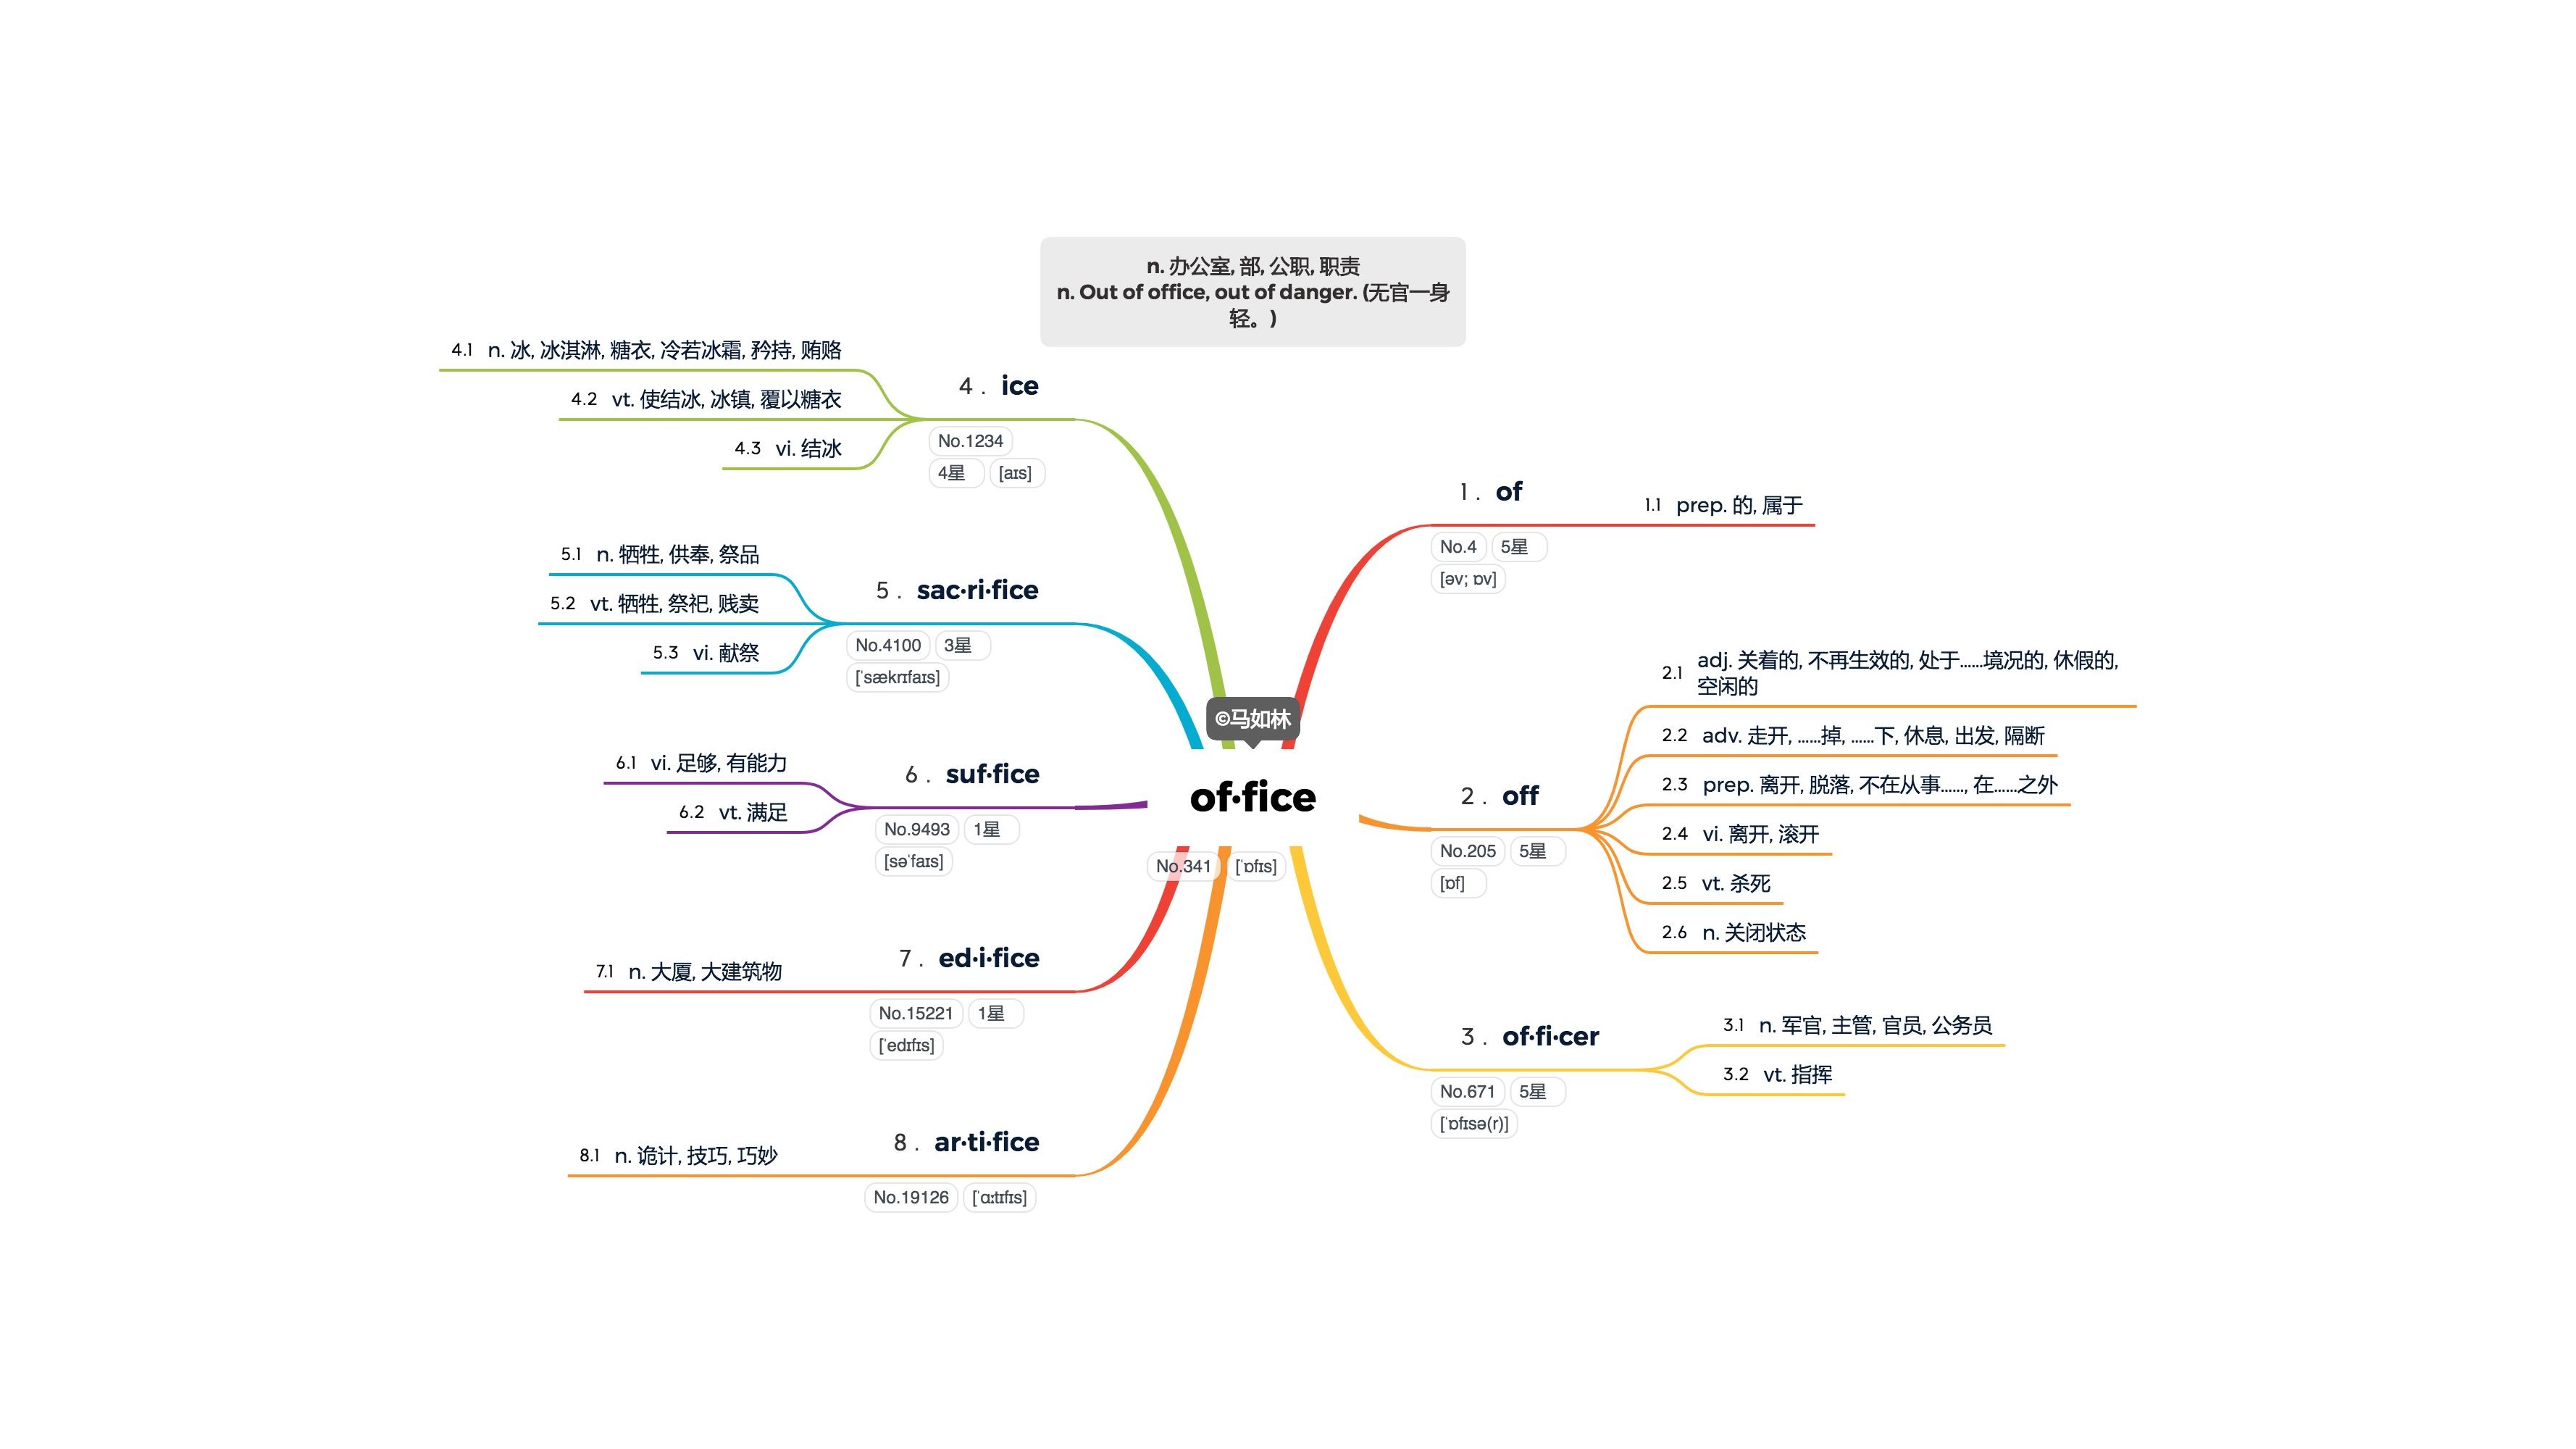 n. 办公室, 部, 公职, 职责
n. Out of office, out of danger. (无官一身
轻。)
©马如林
of·fice
No.341 [ˈɒfɪs]
1 . of
No.4 5星
[əv; ɒv]
1.1 prep. 的, 属于
2 . off
No.205 5星
[ɒf]
2.1 adj. 关着的, 不再生效的, 处于……境况的, 休假的,
空闲的
2.2 adv. 走开, ……掉, ……下, 休息, 出发, 隔断
2.3 prep. 离开, 脱落, 不在从事……, 在……之外
2.4 vi. 离开, 滚开
2.5 vt. 杀死
2.6 n. 关闭状态
3 . of·fi·cer
No.671 5星
[ˈɒfɪsə(r)]
3.1 n. 军官, 主管, 官员, 公务员
3.2 vt. 指挥
4 . ice
No.1234
4星 [aɪs]
4.1 n. 冰, 冰淇淋, 糖衣, 冷若冰霜, 矜持, 贿赂
4.2 vt. 使结冰, 冰镇, 覆以糖衣
4.3 vi. 结冰
5 . sac·ri·fice
No.4100 3星
[ˈsækrɪfaɪs]
5.1 n. 牺牲, 供奉, 祭品
5.2 vt. 牺牲, 祭祀, 贱卖
5.3 vi. 献祭
6 . suf·fice
No.9493 1星
[səˈfaɪs]
6.1 vi. 足够, 有能力
6.2 vt. 满足
7 . ed·i·fice
No.15221 1星
[ˈedɪfɪs]
7.1 n. 大厦, 大建筑物
8 . ar·ti·fice
No.19126 [ˈɑːtɪfɪs]
8.1 n. 诡计, 技巧, 巧妙